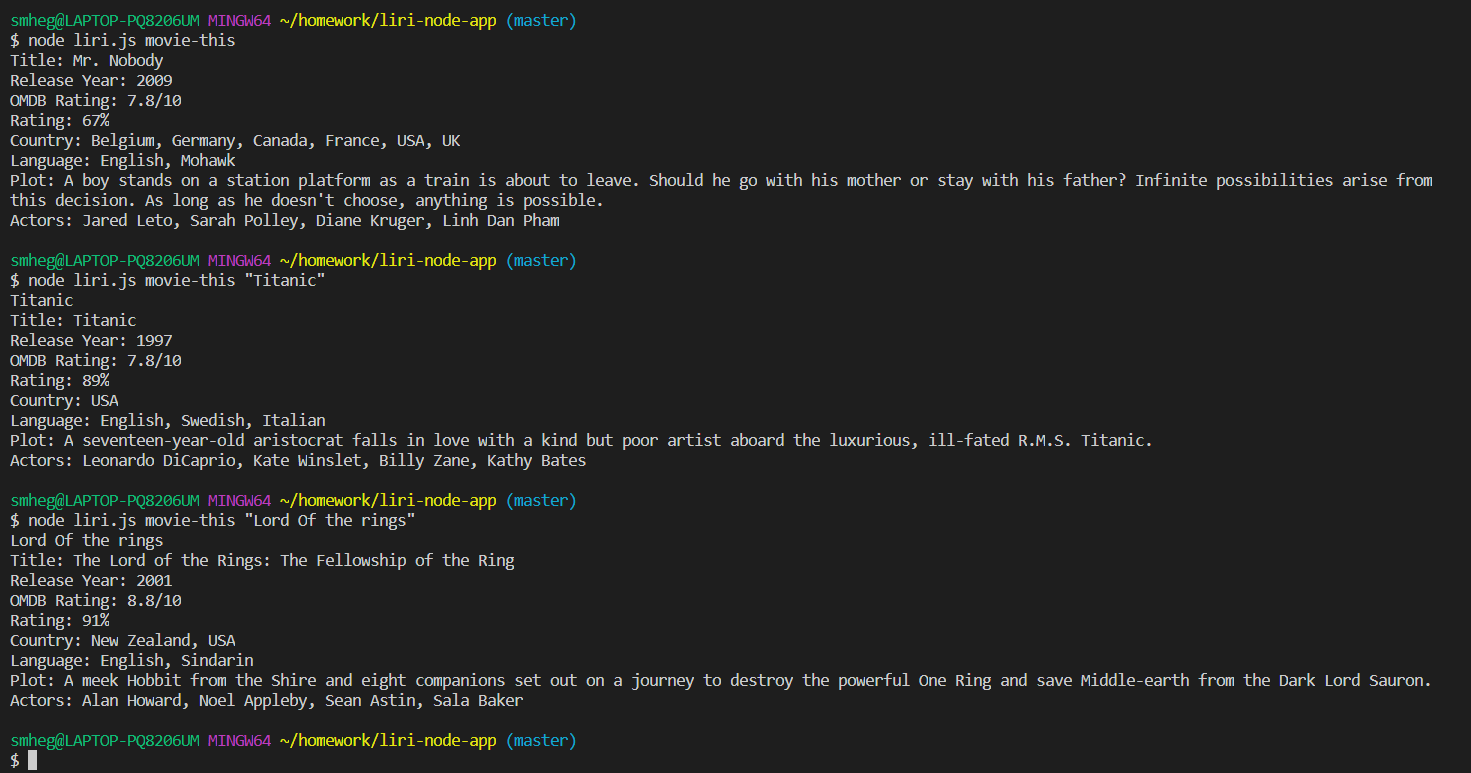 smheg@LAPTOP-PQ8206UM MINGW64 ~/homework/liri-node-app (master)
$ node liri.js movie-this
Title: Mr. Nobody
Release Year: 2009
OMDB Rating: 7.8/10
Rating: 67%
Country: Belgium, Germany, Canada, France, USA, UK
Language: English, Mohawk
Plot: A boy stands on a station platform as a train is about to leave. Should he go with his mother or stay with his father? Infinite possibilities arise from
this decision. As long as he doesn't choose, anything is possible.
Actors: Jared Leto, Sarah Polley, Diane Kruger, Linh Dan Pham
smheg@LAPTOP-PQ8206UM MINGW64 ~/homework/liri-node-app (master)
$ node liri.js movie-this "Titanic"
Titanic
Title: Titanic
Release Year: 1997
OMDB Rating: 7.8/10
Rating: 89%
Country: USA
Language: English, Swedish, Italian
Plot: A seventeen-year-old aristocrat falls in love with a kind but poor artist aboard the luxurious, ill-fated R.M.S. Titanic.
Actors: Leonardo DiCaprio, Kate Winslet, Billy Zane, Kathy Bates
smheg@LAPTOP-PQ8206UM MINGW64 ~/homework/liri-node-app (master)
$ node liri.js movie-this "Lord Of the rings"
Lord Of the rings
Title: The Lord of the Rings: The Fellowship of the Ring
Release Year: 2001
OMDB Rating: 8.8/10
Rating: 91%
Country: New Zealand, USA
Language: English, Sindarin
Plot: A meek Hobbit from the Shire and eight companions set out on a journey to destroy the powerful One Ring and save Middle-earth from the Dark Lord Sauron.
Actors: Alan Howard, Noel Appleby, Sean Astin, Sala Baker
smheg@LAPTOP-PQ8206UM MINGW64 ~/homework/liri-node-app (master)
$